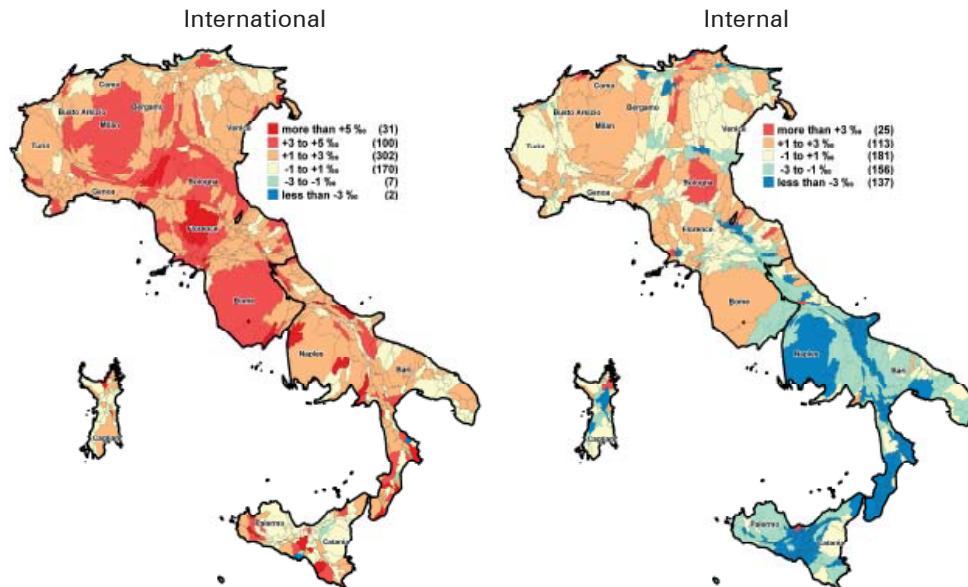 International
Como
Busto Arsizio
Bergamo
Milan
Venice
Turin
Genoa
Bologna
Florence
Rome
Naples
Bari
Cagliari
Palermo
Catania
more than +5 ‰ (31)
+3 to +5 ‰ (100)
+1 to +3 ‰ (302)
-1 to +1 ‰ (170)
-3 to -1 ‰ (7)
less than -3 ‰ (2)
Internal
Como
Busto Arsizio
Bergamo
Milan
Venice
Turin
Genoa
Bologna
Florence
Rome
Naples
Bari
Cagliari
Palermo
Catania
more than +3 ‰ (25)
+1 to +3 ‰ (113)
-1 to +1 ‰ (181)
-3 to -1 ‰ (156)
less than -3 ‰ (137)